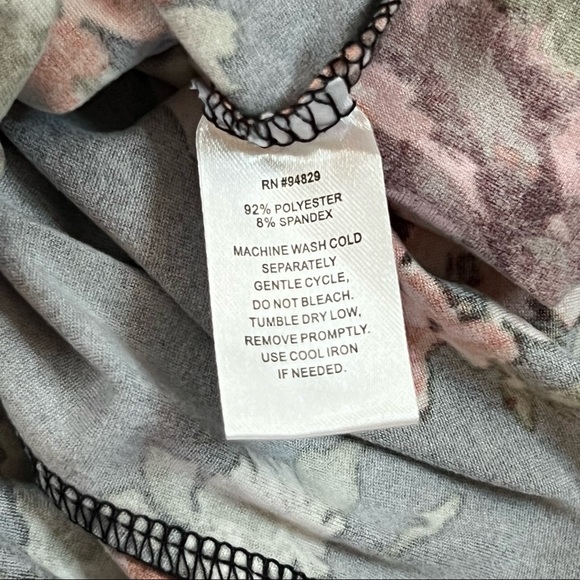 RN #94829
92% POLYESTER
8% SPANDEX
MACHINE WASH COLD
SEPARATELY
GENTLE CYCLE,
DO NOT BLEACH.
TUMBLE DRY LOW,
REMOVE PROMPTLY.
USE COOL IRON
IF NEEDED.